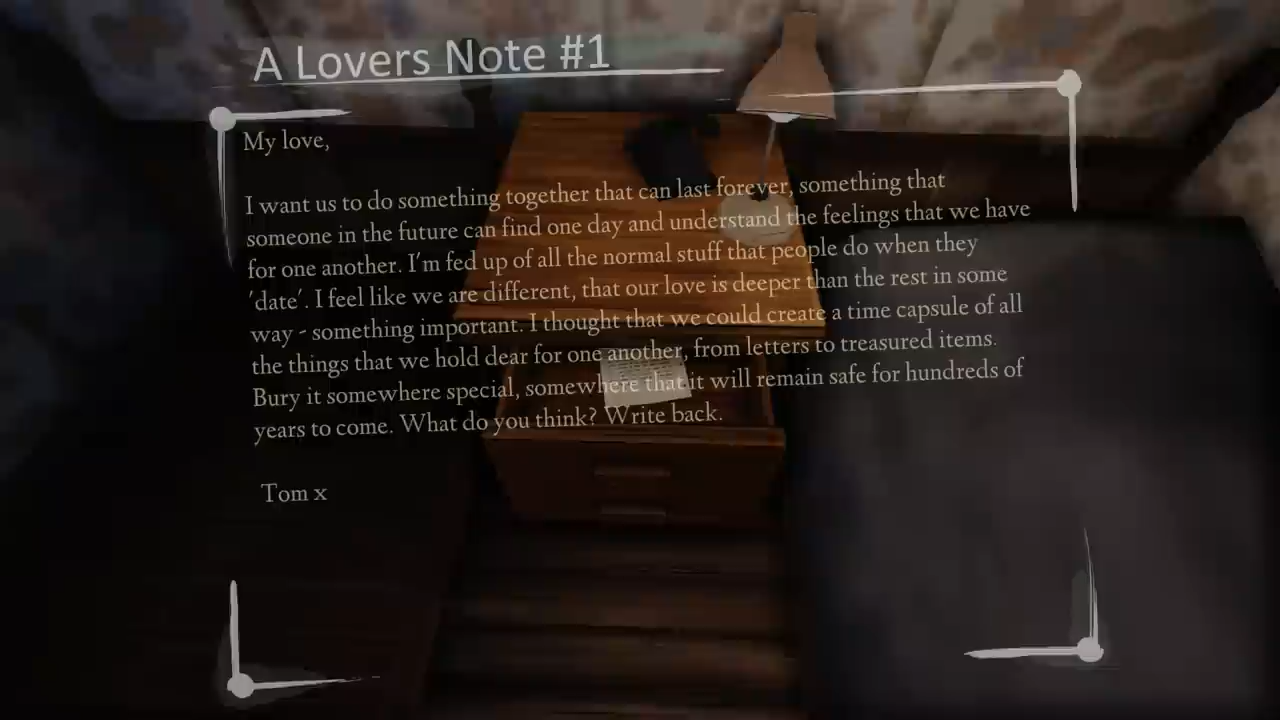 A Lovers Note #1
My love,
I want us to do something together that can last forever, something that
someone in the future can find one day and understand the feelings that we have
for one another. I'm fed up of all the normal stuff that people do when they
'date'. I feel like we are different, that our love is deeper than the rest in some
way - something important. I thought that we could create a time capsule of all
the things that we hold dear for one another, from letters to treasured items.
Bury it somewhere special, somewhere that it will remain safe for hundreds of
years to come. What do you think? Write back.
Tom x